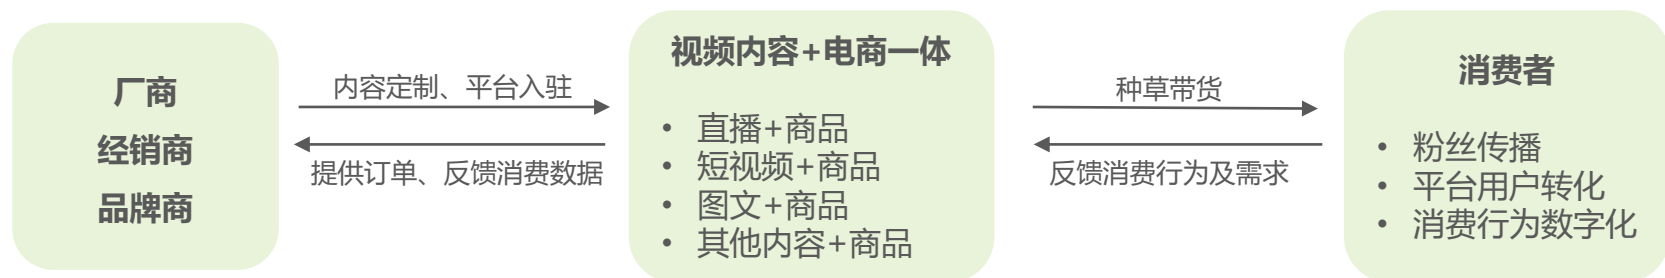 厂商
经销商
品牌商
内容定制、平台入驻
提供订单、反馈消费数据
视频内容+电商一体
• 直播+商品
• 短视频+商品
• 图文+商品
• 其他内容+商品
种草带货
反馈消费行为及需求
消费者
• 粉丝传播
• 平台用户转化
• 消费行为数字化